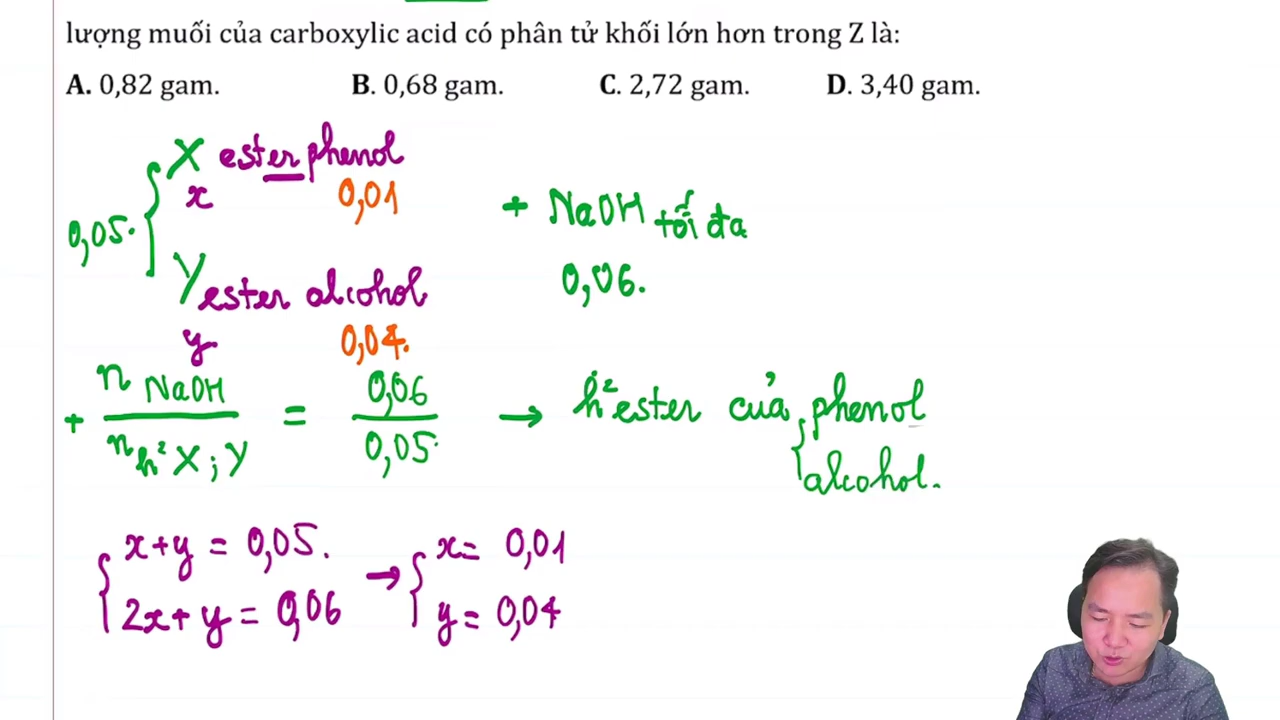 lượng muối của carboxylic acid có phân tử khối lớn hơn trong Z là:
A. 0,82 gam. B. 0,68 gam. C. 2,72 gam. D. 3,40 gam.
X ester phenol
x 0,01
0,05. + NaOH tối đa
0,06.
Y ester alcohol
y 0,04.
+ n NaOH / n h² X; Y = 0,06 / 0,05. → h² ester của { phenol
alcohol.
{ x+y = 0,05. → { x= 0,01
2x+y = 0,06 y= 0,04